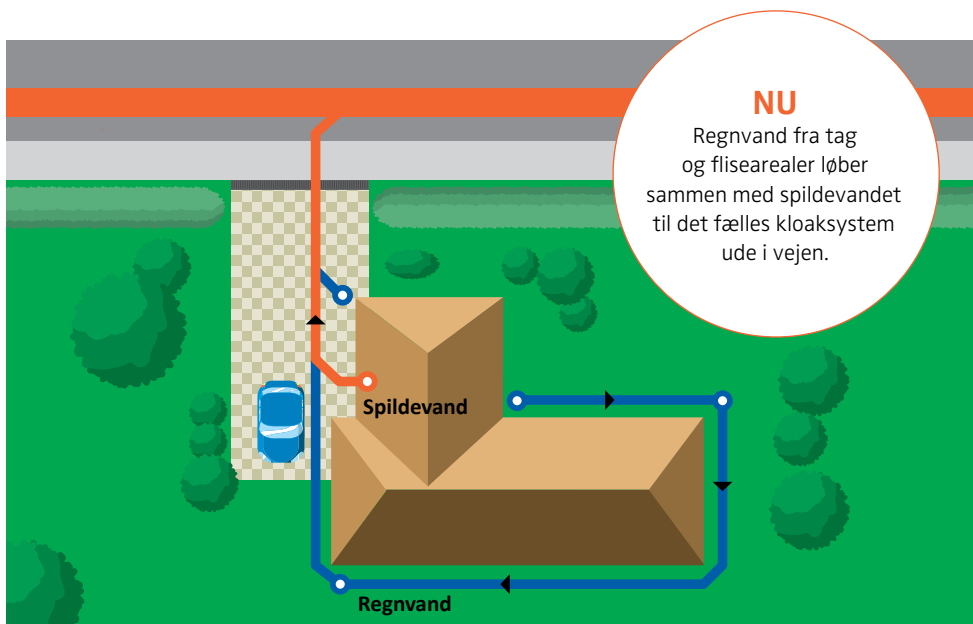 NU
Regnvand fra tag
og flisearealer løber
sammen med spildevandet
til det fælles kloaksystem
ude i vejen.
Spildevand
Regnvand